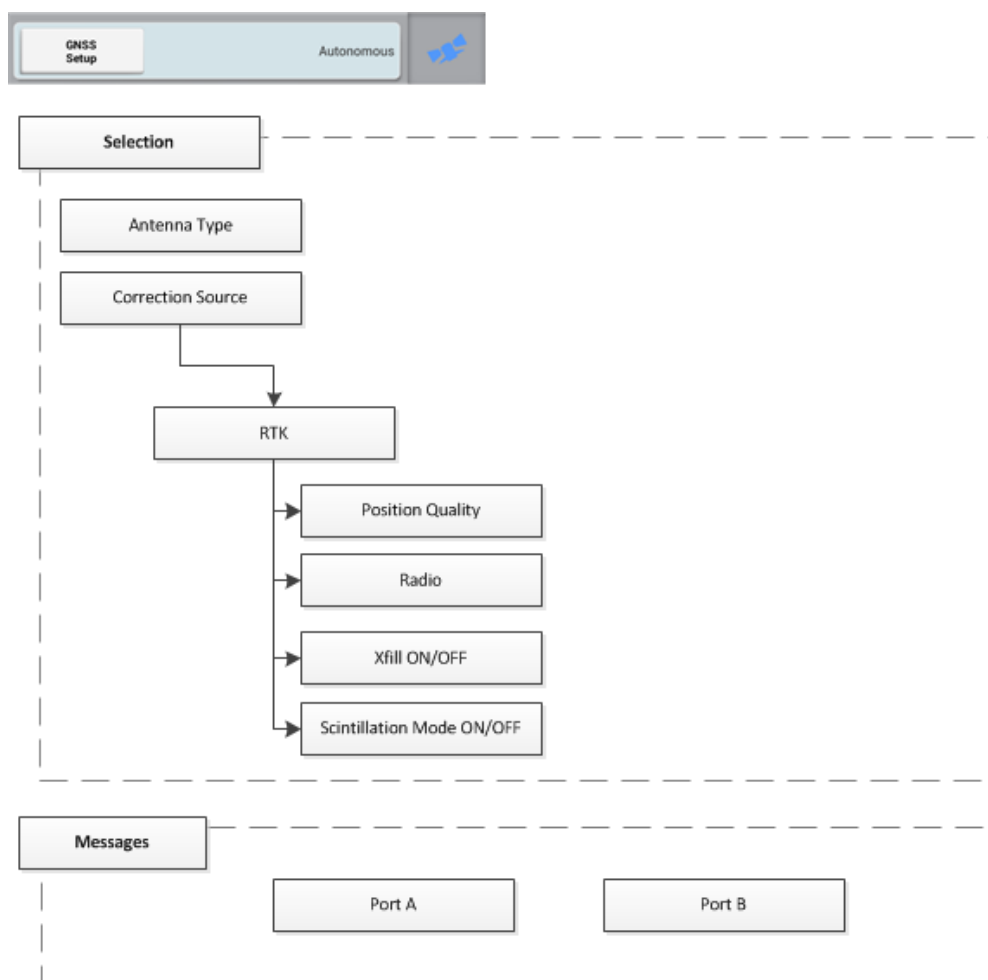 GNSS
Setup
Autonomous
Selection
Antenna Type
Correction Source
RTK
Position Quality
Radio
Xfill ON/OFF
Scintillation Mode ON/OFF
Messages
Port A
Port B